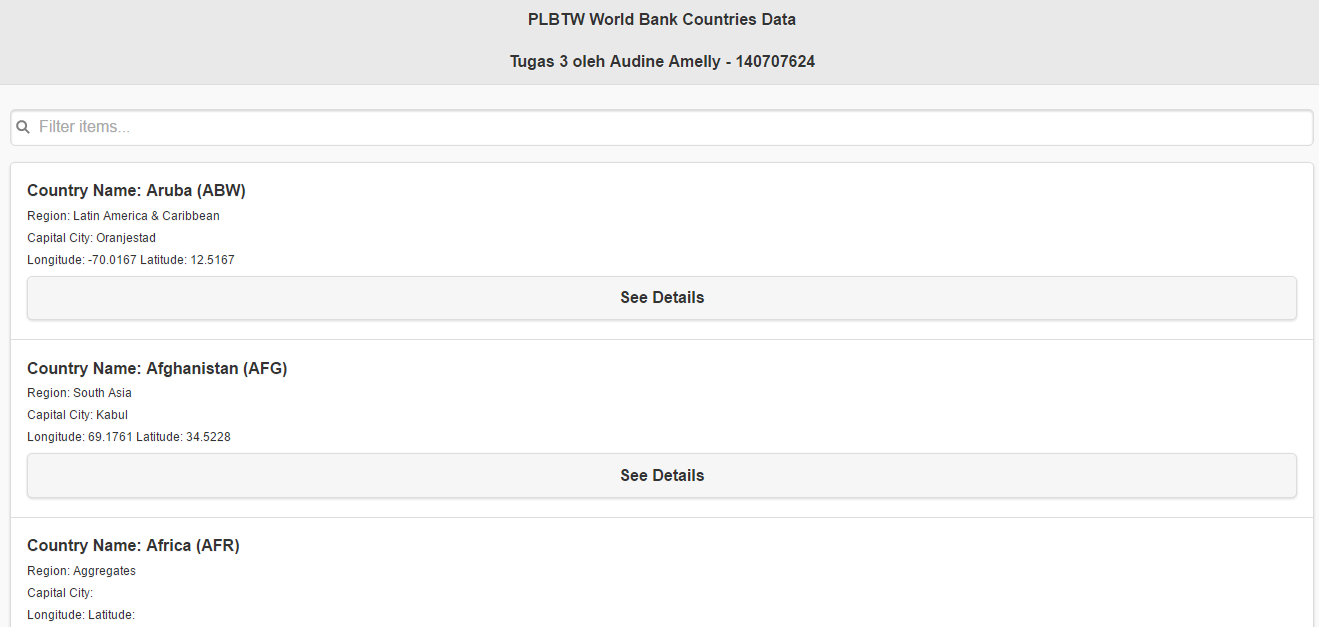 PLBTW World Bank Countries Data
Tugas 3 oleh Audine Amelly - 140707624
Filter items...
Country Name: Aruba (ABW)
Region: Latin America & Caribbean
Capital City: Oranjestad
Longitude: -70.0167 Latitude: 12.5167
See Details
Country Name: Afghanistan (AFG)
Region: South Asia
Capital City: Kabul
Longitude: 69.1761 Latitude: 34.5228
See Details
Country Name: Africa (AFR)
Region: Aggregates
Capital City:
Longitude: Latitude: